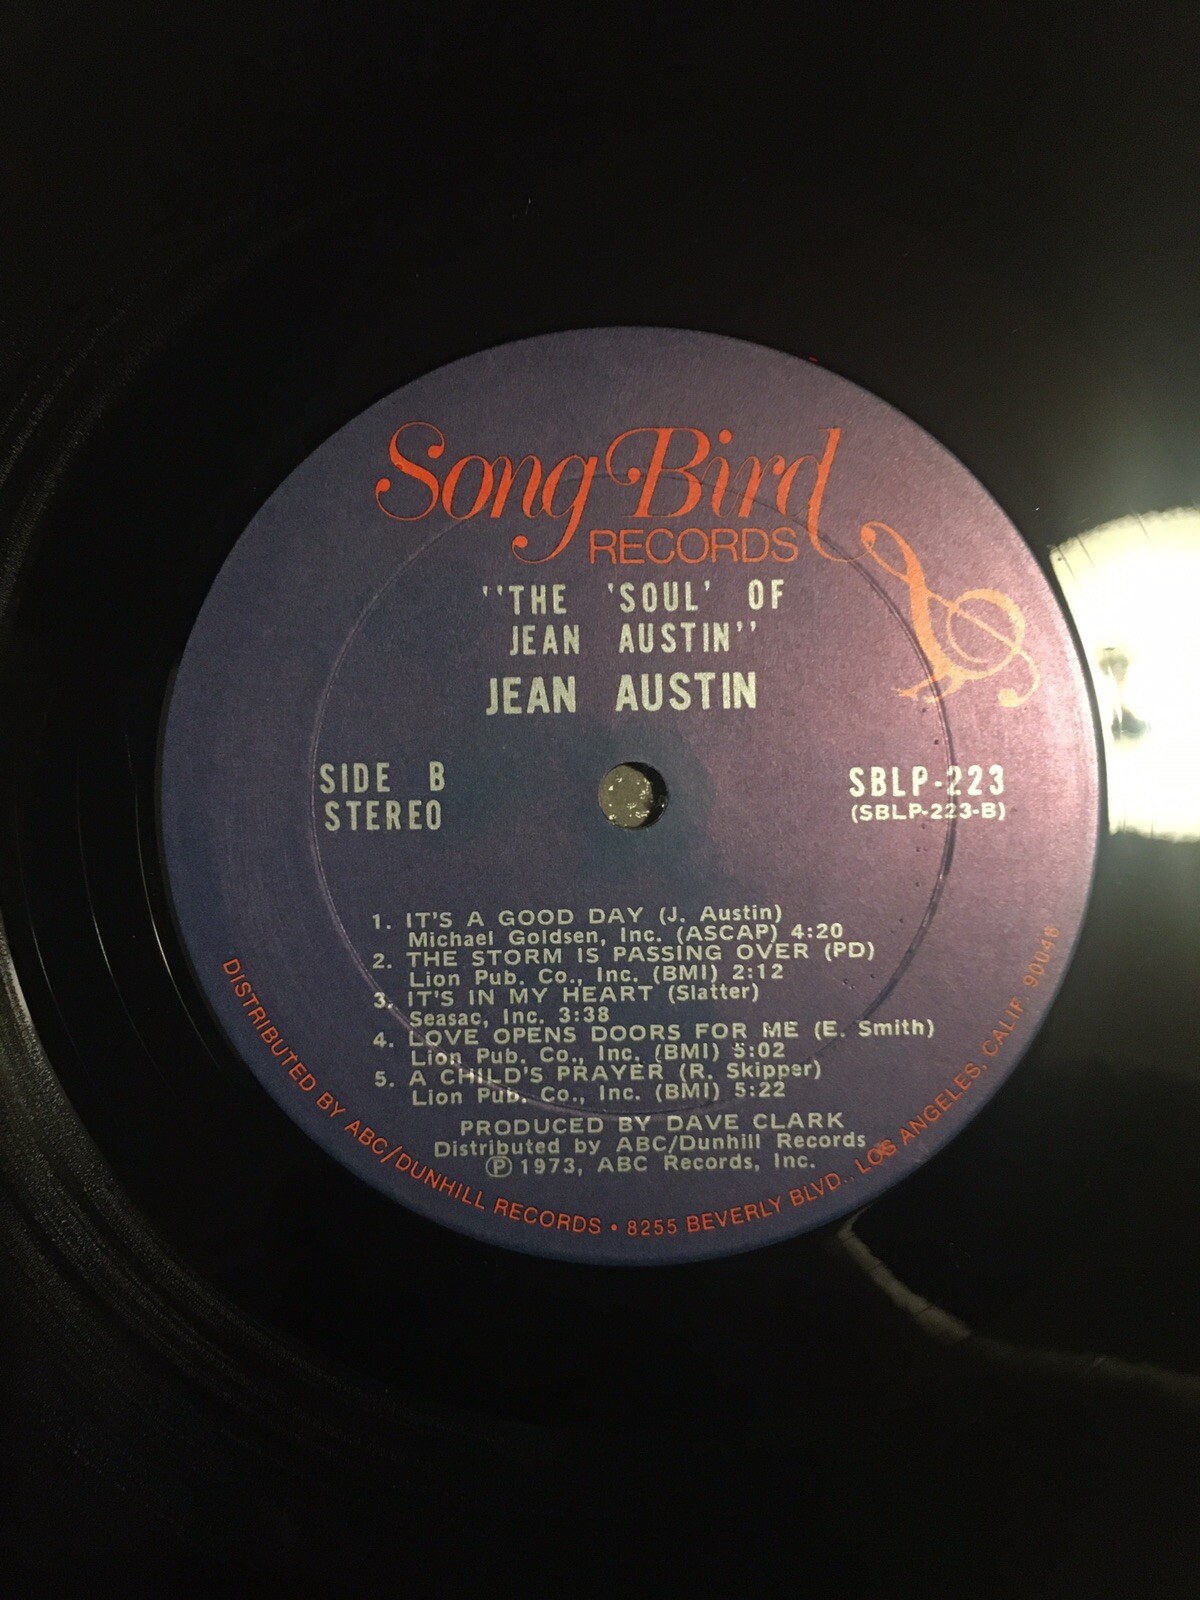 Song Bird
RECORDS
"THE 'SOUL' OF
JEAN AUSTIN"
JEAN AUSTIN
SIDE B
STEREO
SBLP-223
(SBLP-223-B)
1. IT'S A GOOD DAY (J. Austin)
Michael Goldsen, Inc. (ASCAP) 4:20
2. THE STORM IS PASSING OVER (PD)
Lion Pub. Co., Inc. (BMI) 2:12
3. IT'S IN MY HEART (Slatter)
Seasac, Inc. 3:38
4. LOVE OPENS DOORS FOR ME (E. Smith)
Lion Pub. Co., Inc. (BMI) 5:02
5. A CHILD'S PRAYER (R. Skipper)
Lion Pub. Co., Inc. (BMI) 5:22
PRODUCED BY DAVE CLARK
Distributed by ABC/Dunhill Records
℗ 1973, ABC Records, Inc.
DISTRIBUTED BY ABC/DUNHILL RECORDS • 8255 BEVERLY BLVD., LOS ANGELES, CALIF. 90048